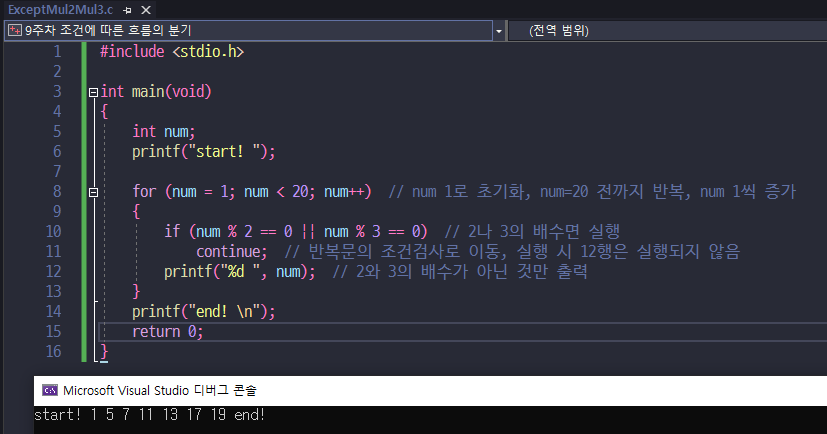 ExceptMul2Mul3.c
9주차 조건에 따른 흐름의 분기 (전역 범위)
1 #include <stdio.h>
2
3 int main(void)
4 {
5 int num;
6 printf("start! ");
7
8 for (num = 1; num < 20; num++) // num 1로 초기화, num=20 전까지 반복, num 1씩 증가
9 {
10 if (num % 2 == 0 || num % 3 == 0) // 2나 3의 배수면 실행
11 continue; // 반복문의 조건검사로 이동, 실행 시 12행은 실행되지 않음
12 printf("%d ", num); // 2와 3의 배수가 아닌 것만 출력
13 }
14 printf("end! \n");
15 return 0;
16 }
Microsoft Visual Studio 디버그 콘솔
start! 1 5 7 11 13 17 19 end!